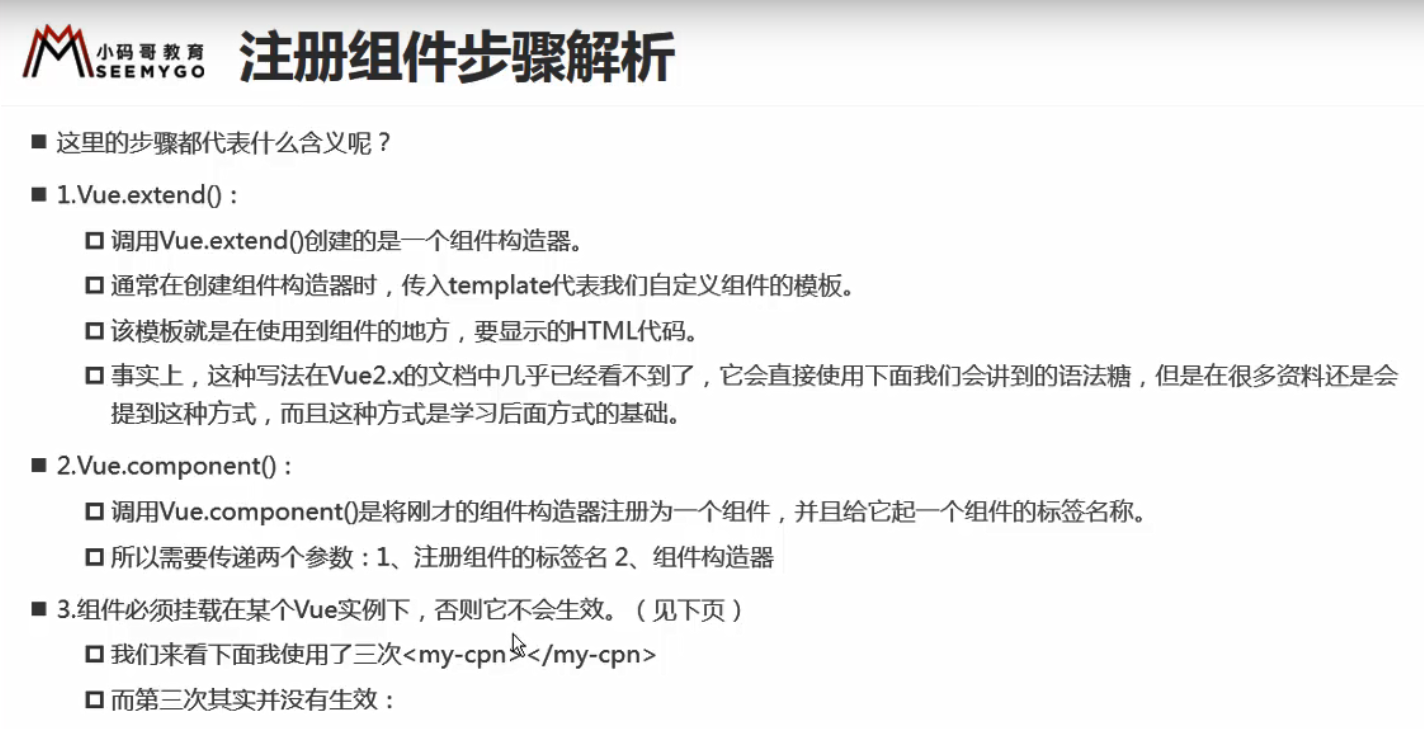 小码哥教育
SEEMYGO
注册组件步骤解析
这里的步骤都代表什么含义呢？
1.Vue.extend()：
调用Vue.extend()创建的是一个组件构造器。
通常在创建组件构造器时，传入template代表我们自定义组件的模板。
该模板就是在使用到组件的地方，要显示的HTML代码。
事实上，这种写法在Vue2.x的文档中几乎已经看不到了，它会直接使用下面我们会讲到的语法糖，但是在很多资料还是会
提到这种方式，而且这种方式是学习后面方式的基础。
2.Vue.component()：
调用Vue.component()是将刚才的组件构造器注册为一个组件，并且给它起一个组件的标签名称。
所以需要传递两个参数：1、注册组件的标签名 2、组件构造器
3.组件必须挂载在某个Vue实例下，否则它不会生效。（见下页）
我们来看下面我使用了三次<my-cpn></my-cpn>
而第三次其实并没有生效：